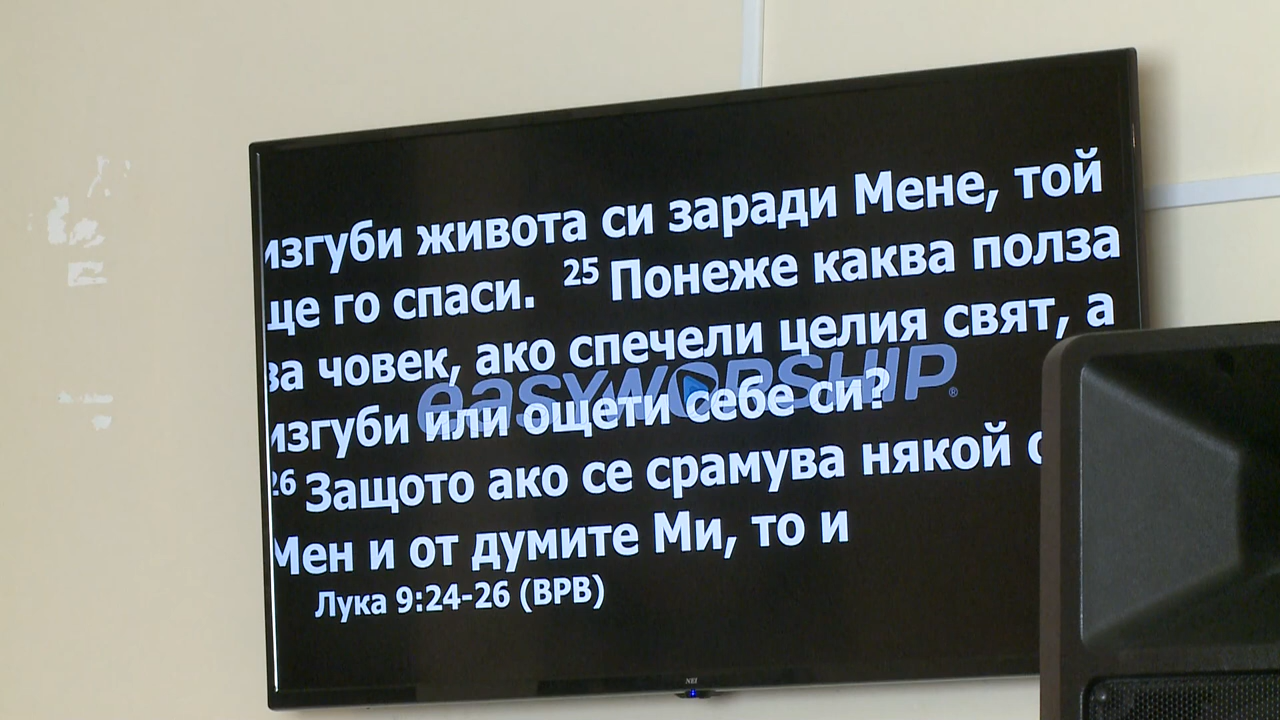 изгуби живота си заради Мене, той
ще го спаси. 25 Понеже каква полза
за човек, ако спечели целия свят, а
easyWORSHIP®
изгуби или ощети себе си?
26 Защото ако се срамува някой
Мен и от думите Ми, то и
Лука 9:24-26 (ВРВ)
NEI